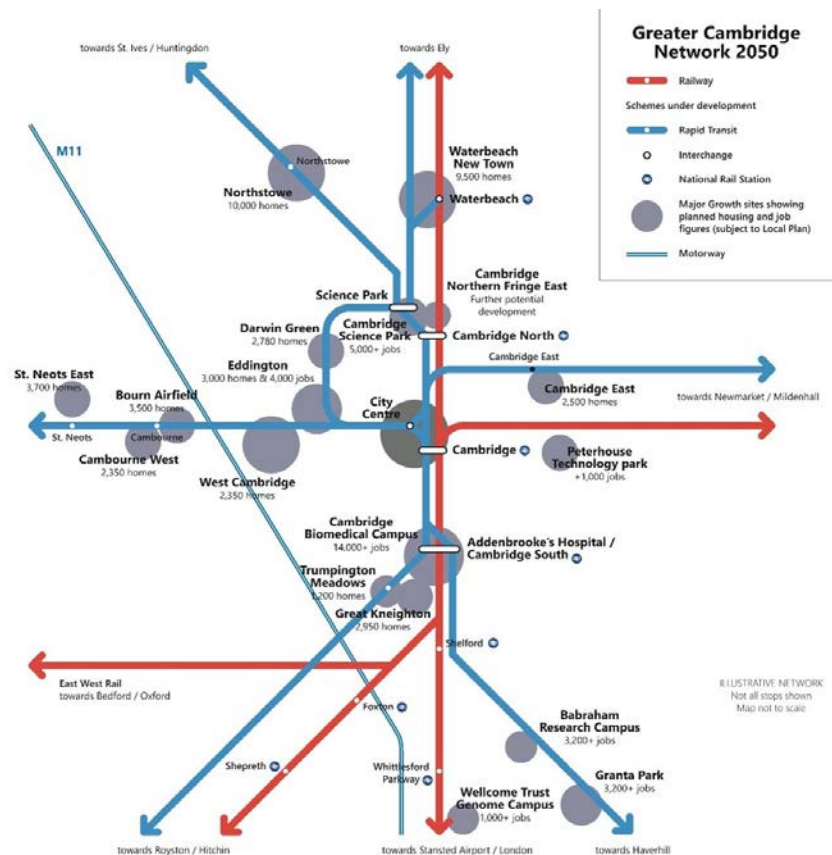 Greater Cambridge
Network 2050
Railway
Schemes under development
Rapid Transit
Interchange
National Rail Station
Major Growth sites showing
planned housing and job
figures (subject to Local Plan)
Motorway
towards St. Ives / Huntingdon
towards Ely
M11
Northstowe
Northstowe
10,000 homes
Waterbeach
New Town
9,500 homes
Waterbeach
Cambridge
Northern Fringe East
Further potential
development
Science Park
Cambridge
Science Park
5,000+ jobs
Cambridge North
Darwin Green
2,780 homes
Eddington
3,000 homes & 4,000 jobs
Cambridge East
Cambridge East
2,500 homes
towards Newmarket / Mildenhall
St. Neots East
3,700 homes
Bourn Airfield
3,500 homes
City
Centre
St. Neots
Cambourne
Cambourne West
2,350 homes
West Cambridge
2,350 homes
Cambridge
Peterhouse
Technology park
+1,000 jobs
Cambridge
Biomedical Campus
14,000+ jobs
Addenbrooke's Hospital /
Cambridge South
Trumpington
Meadows
1,200 homes
Great Kneighton
2,950 homes
Shelford
East West Rail
towards Bedford / Oxford
Foxton
ILLUSTRATIVE NETWORK
Not all stops shown
Map not to scale
Babraham
Research Campus
3,200+ jobs
Shepreth
Whittlesford
Parkway
Granta Park
3,200+ jobs
Wellcome Trust
Genome Campus
1,000+ jobs
towards Royston / Hitchin
towards Stansted Airport / London
towards Haverhill